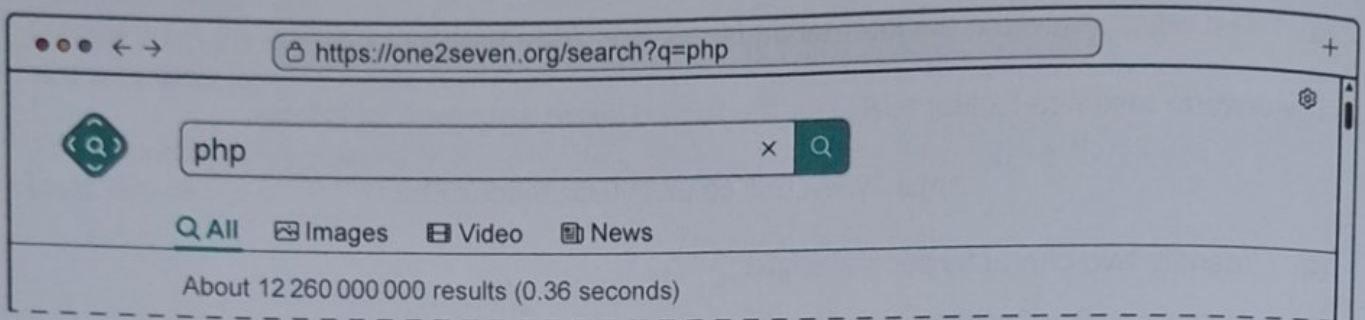 https://one2seven.org/search?q=php
php
All Images Video News
About 12 260 000 000 results (0.36 seconds)